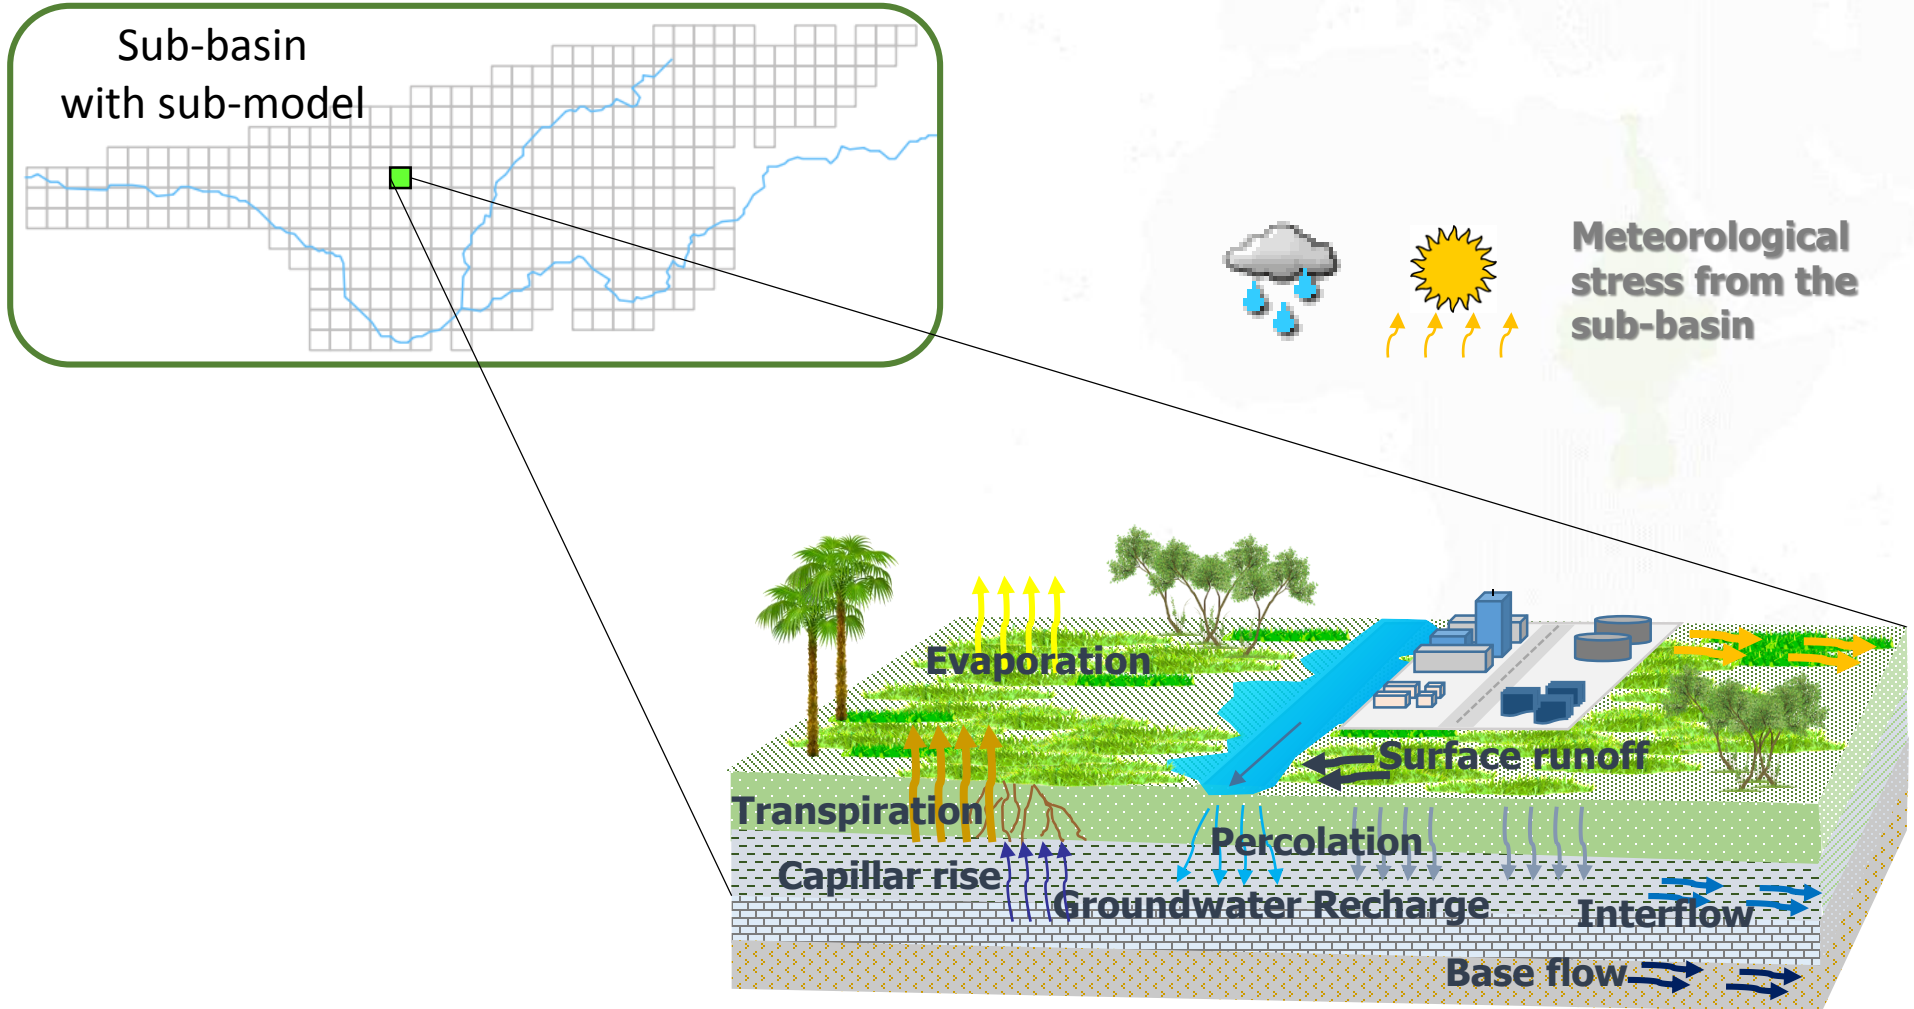 Sub-basin
with sub-model
Meteorological
stress from the
sub-basin
Evaporation
Surface runoff
Transpiration
Percolation
Capillar rise
Groundwater Recharge
Interflow
Base flow